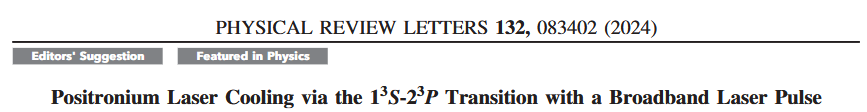 PHYSICAL REVIEW LETTERS 132, 083402 (2024)
Editors' Suggestion Featured in Physics
Positronium Laser Cooling via the 1³S-2³P Transition with a Broadband Laser Pulse